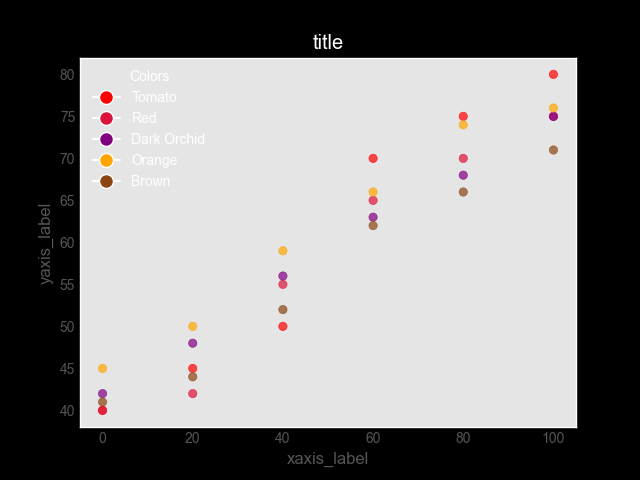 title
Colors
Tomato
Red
Dark Orchid
Orange
Brown
80
75
70
65
60
55
50
45
40
yaxis_label
0 20 40 60 80 100
xaxis_label